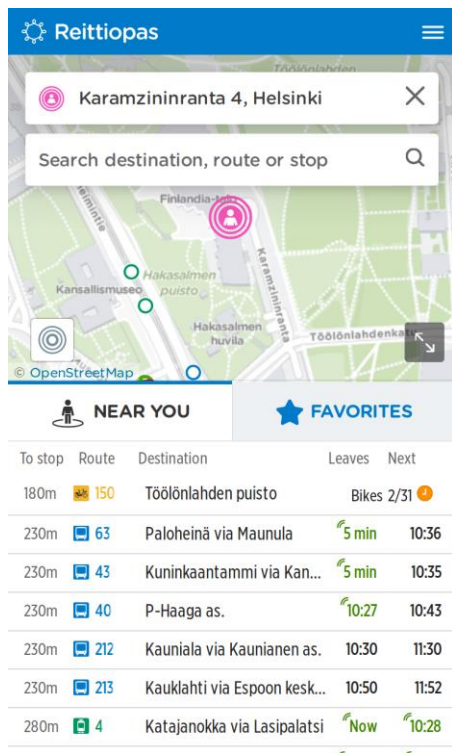 Reittiopas
Töölönlahden
Karamzininranta 4, Helsinki
Search destination, route or stop
Finlandia-talo
Karamzininranta
Hakasalmen
puisto
Kansallismuseo
Hakasalmen
huvila
Töölönlahdenkatu
© OpenStreetMap
NEAR YOU
FAVORITES
To stop Route Destination Leaves Next
180m 150 Töölönlahden puisto Bikes 2/31
230m 63 Paloheinä via Maunula 5 min 10:36
230m 43 Kuninkaantammi via Kan... 5 min 10:35
230m 40 P-Haaga as. 10:27 10:43
230m 212 Kauniala via Kaunianen as. 10:30 11:30
230m 213 Kauklahti via Espoon kesk... 10:50 11:52
280m 4 Katajanokka via Lasipalatsi Now 10:28